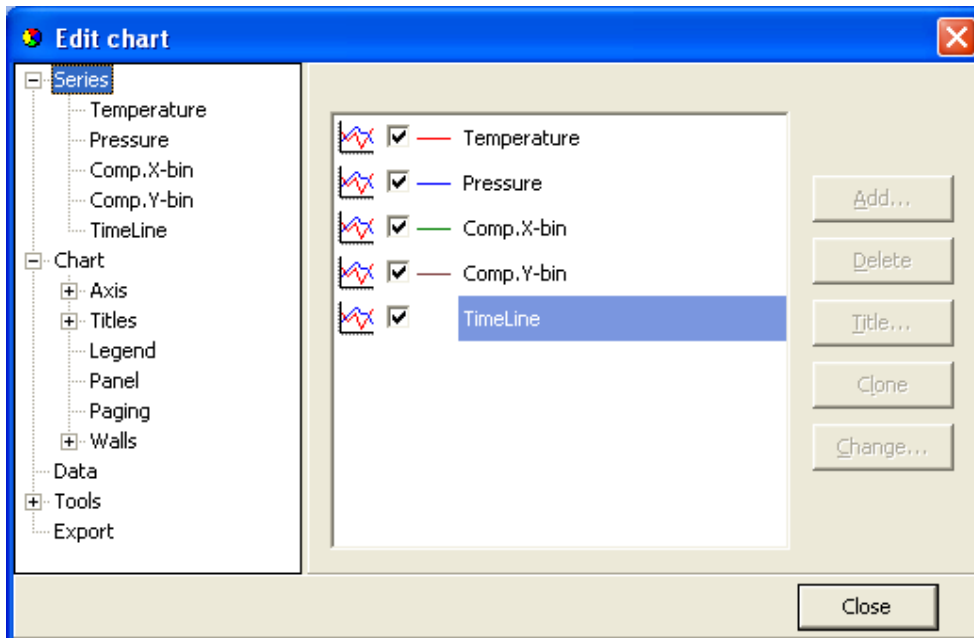 Edit chart
Series
Temperature
Pressure
Comp.X-bin
Comp.Y-bin
TimeLine
Chart
Axis
Titles
Legend
Panel
Paging
Walls
Data
Tools
Export
Temperature
Pressure
Comp.X-bin
Comp.Y-bin
TimeLine
Add...
Delete
Title...
Clone
Change...
Close